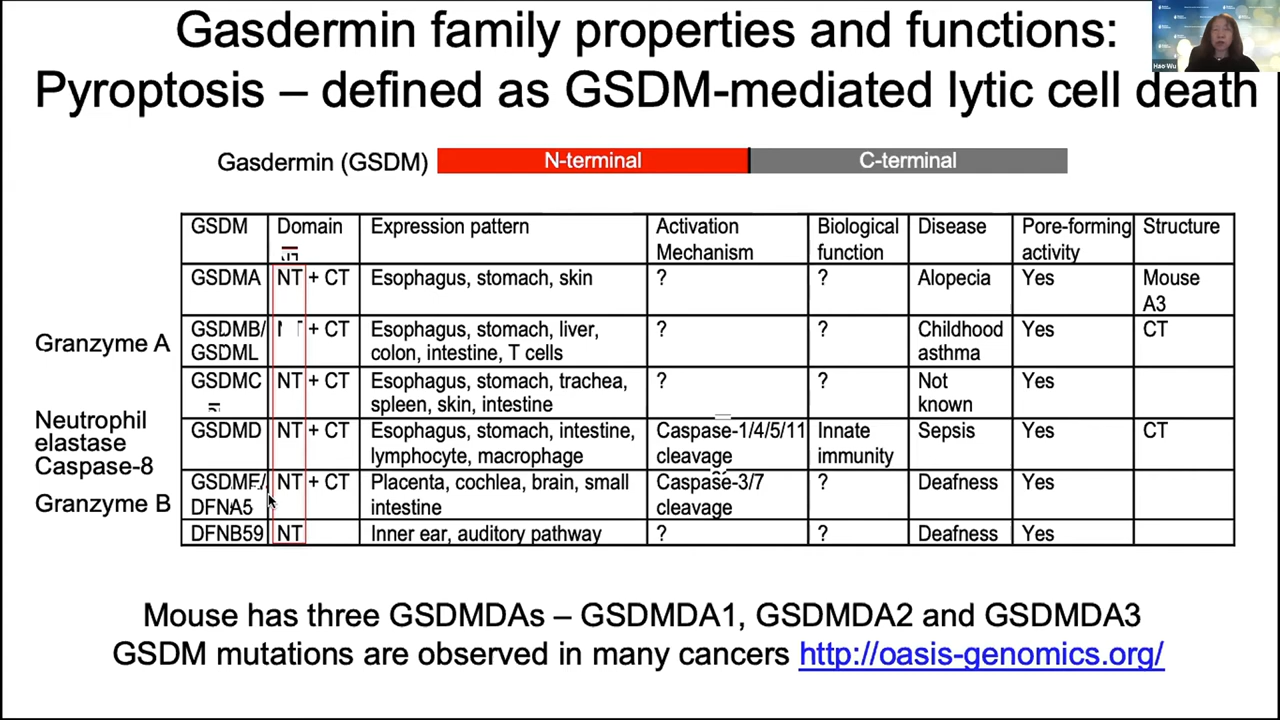 Gasdermin family properties and functions:
Pyroptosis – defined as GSDM-mediated lytic cell death
Hao Wu
Gasdermin (GSDM) N-terminal C-terminal
GSDM Domain Expression pattern Activation Mechanism Biological function Disease Pore-forming activity Structure
GSDMA NT + CT Esophagus, stomach, skin ? ? Alopecia Yes Mouse A3
Granzyme A GSDMB/ GSDML + CT Esophagus, stomach, liver, colon, intestine, T cells ? ? Childhood asthma Yes CT
GSDMC NT + CT Esophagus, stomach, trachea, spleen, skin, intestine ? ? Not known Yes
Neutrophil elastase Caspase-8 GSDMD NT + CT Esophagus, stomach, intestine, lymphocyte, macrophage Caspase-1/4/5/11 cleavage Innate immunity Sepsis Yes CT
Granzyme B GSDME/ DFNA5 NT + CT Placenta, cochlea, brain, small intestine Caspase-3/7 cleavage ? Deafness Yes
DFNB59 NT Inner ear, auditory pathway ? ? Deafness Yes
Mouse has three GSDMDAs – GSDMDA1, GSDMDA2 and GSDMDA3
GSDM mutations are observed in many cancers http://oasis-genomics.org/